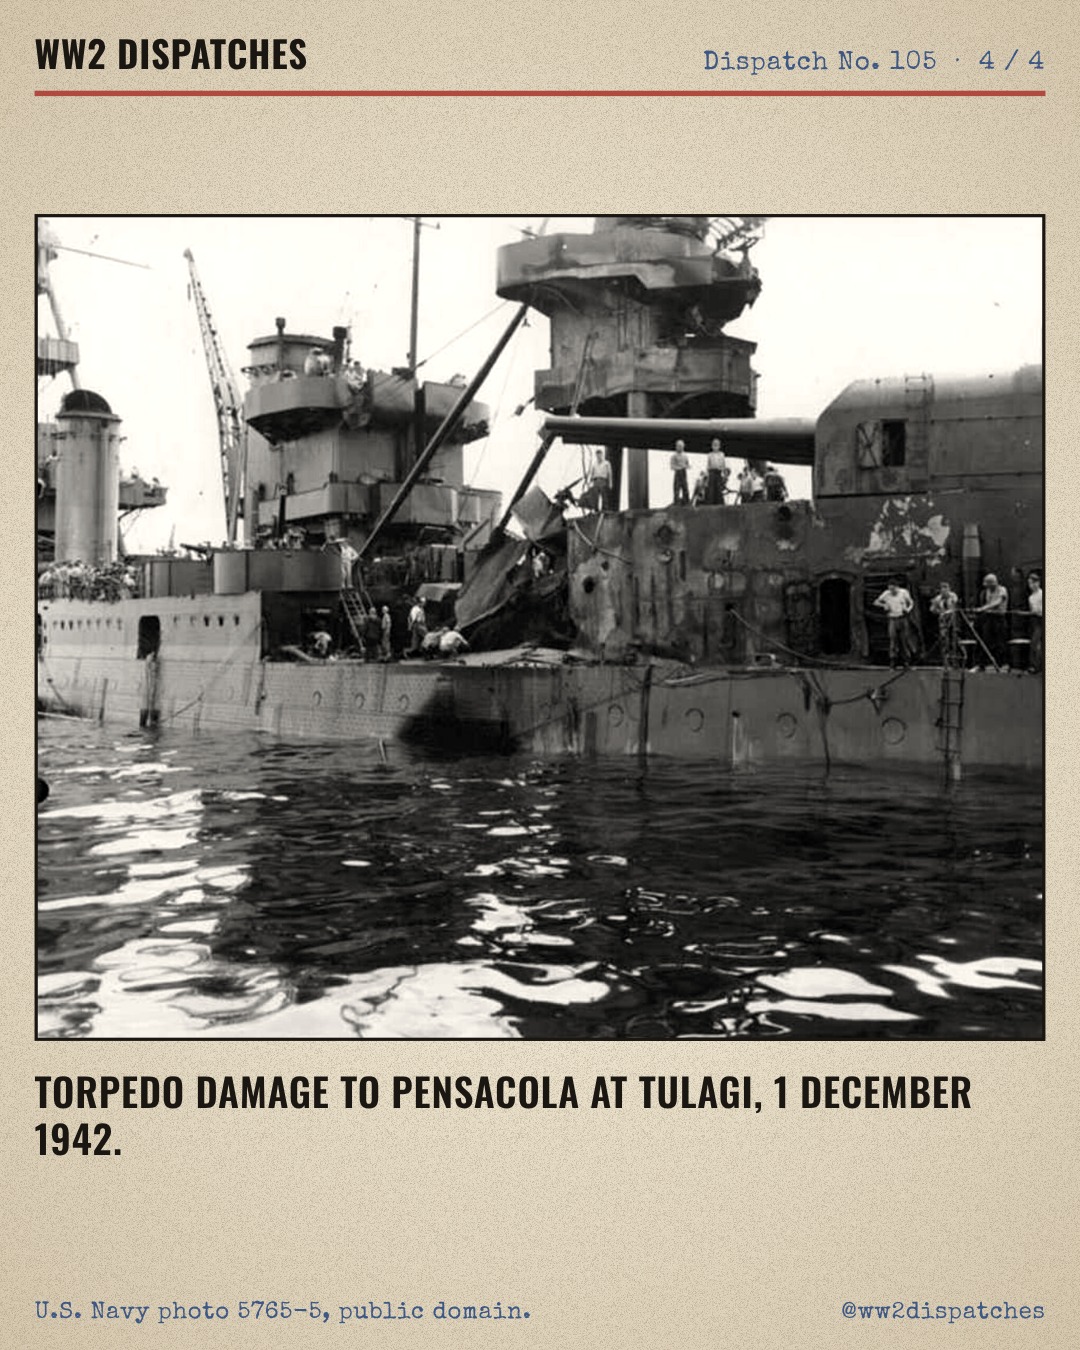 WW2 DISPATCHES
Dispatch No. 105 · 4 / 4
TORPEDO DAMAGE TO PENSACOLA AT TULAGI, 1 DECEMBER
1942.
U.S. Navy photo 5765-5, public domain.
@ww2dispatches